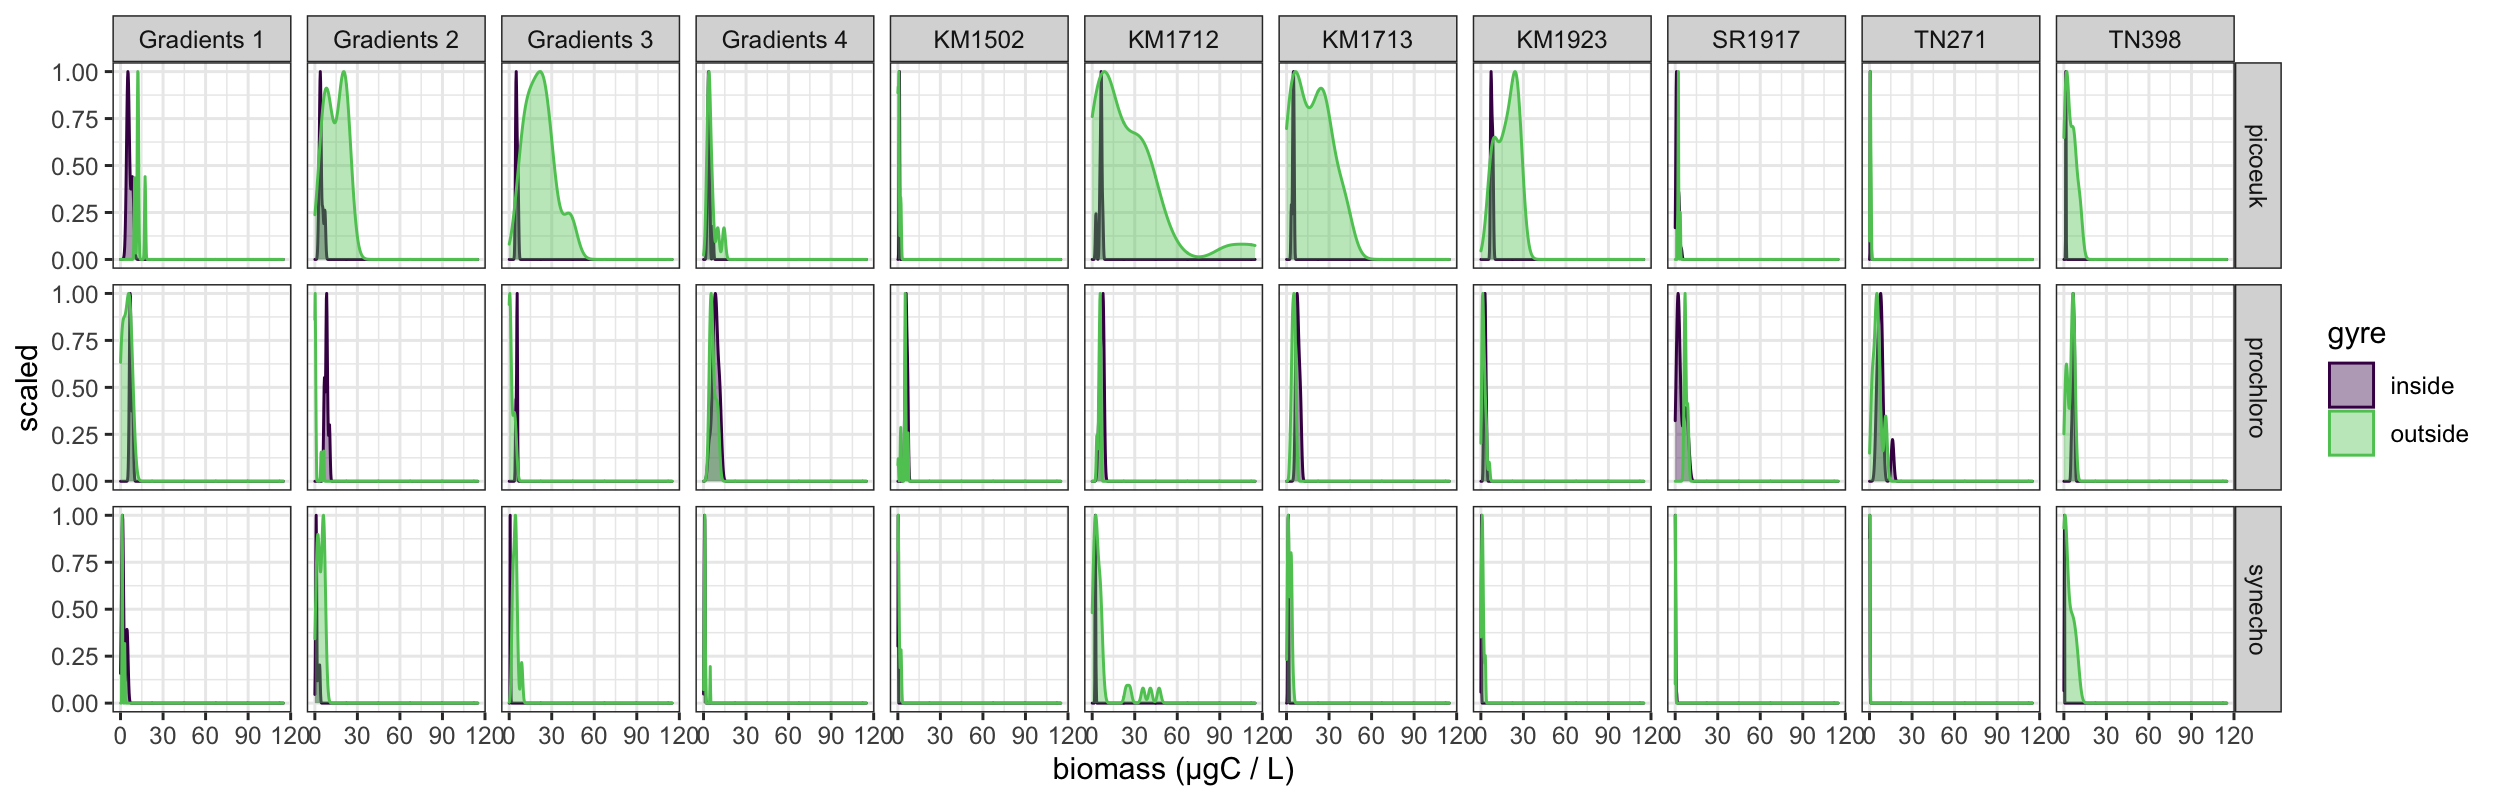 Gradients 1 Gradients 2 Gradients 3 Gradients 4 KM1502 KM1712 KM1713 KM1923 SR1917 TN271 TN398
1.00
0.75
0.50
0.25
0.00
picoeuk
1.00
0.75
0.50
0.25
0.00
prochloro
1.00
0.75
0.50
0.25
0.00
synecho
scaled
0 30 60 90 120 0 30 60 90 120 0 30 60 90 120 0 30 60 90 120 0 30 60 90 120 0 30 60 90 120 0 30 60 90 120 0 30 60 90 120 0 30 60 90 120 0 30 60 90 120 0 30 60 90 120
biomass (µgC / L)
gyre
inside
outside